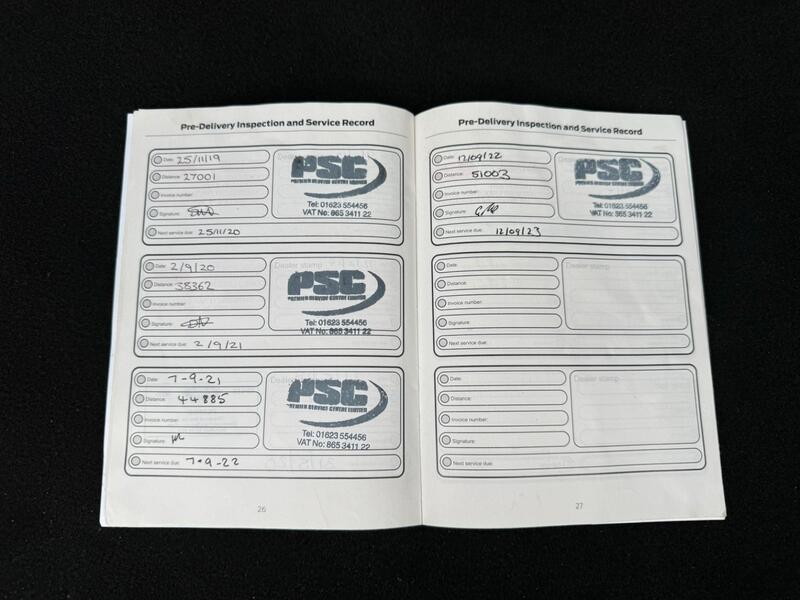 Pre-Delivery Inspection and Service Record
Date: 25/11/19
Distance: 27001
Invoice number:
Signature:
Next service due: 25/11/20
PSC
PREMIER SERVICE CENTRE LIMITED
Tel: 01623 554456
VAT No: 865 3411 22
Date: 2/9/20
Distance: 38362
Invoice number:
Signature:
Next service due: 2/9/21
Dealer stamp
PSC
PREMIER SERVICE CENTRE LIMITED
Tel: 01623 554456
VAT No: 865 3411 22
Date: 7-9-21
Distance: 44885
Invoice number:
Signature:
Next service due: 7-9-22
PSC
PREMIER SERVICE CENTRE LIMITED
Tel: 01623 554456
VAT No: 865 3411 22
26
Pre-Delivery Inspection and Service Record
Date: 12/09/22
Distance: 51003
Invoice number:
Signature:
Next service due: 12/09/23
PSC
PREMIER SERVICE CENTRE LIMITED
Tel: 01623 554456
VAT No: 865 3411 22
Date:
Distance:
Invoice number:
Signature:
Next service due:
Dealer stamp
Date:
Distance:
Invoice number:
Signature:
Next service due:
Dealer stamp
27